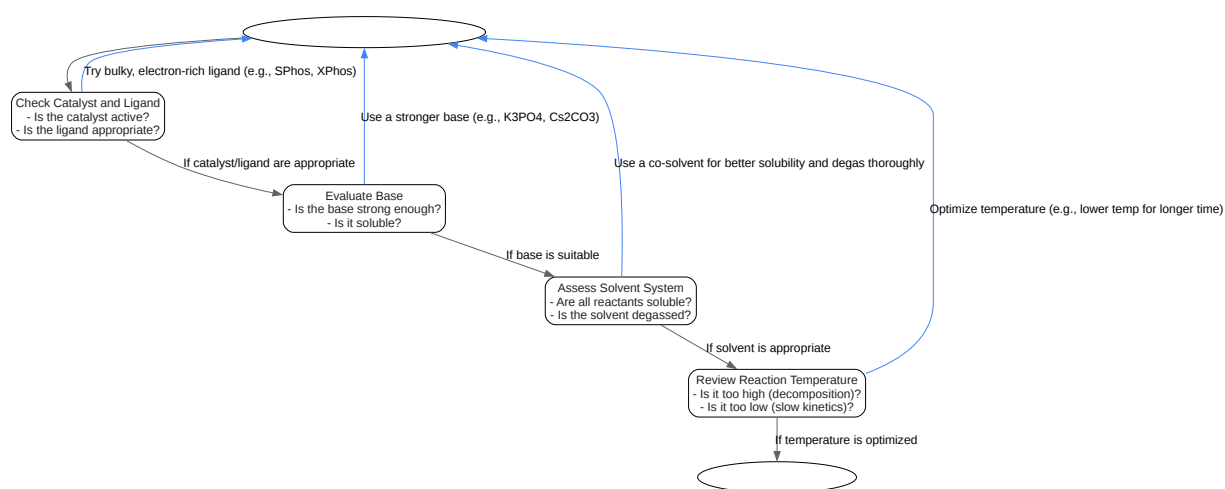 Try bulky, electron-rich ligand (e.g., SPhos, XPhos)
Check Catalyst and Ligand
- Is the catalyst active?
- Is the ligand appropriate?
Use a stronger base (e.g., K3PO4, Cs2CO3)
If catalyst/ligand are appropriate
Use a co-solvent for better solubility and degas thoroughly
Evaluate Base
- Is the base strong enough?
- Is it soluble?
Optimize temperature (e.g., lower temp for longer time)
If base is suitable
Assess Solvent System
- Are all reactants soluble?
- Is the solvent degassed?
If solvent is appropriate
Review Reaction Temperature
- Is it too high (decomposition)?
- Is it too low (slow kinetics)?
If temperature is optimized